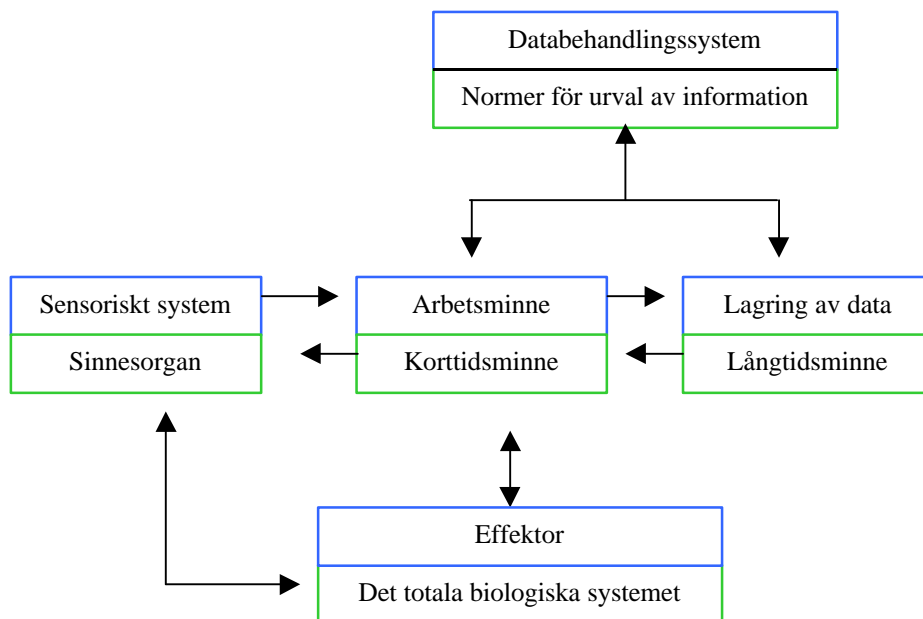 Databehandlingssystem
Normer för urval av information
Sensoriskt system
Arbetsminne
Lagring av data
Sinnesorgan
Korttidsminne
Långtidsminne
Effektor
Det totala biologiska systemet